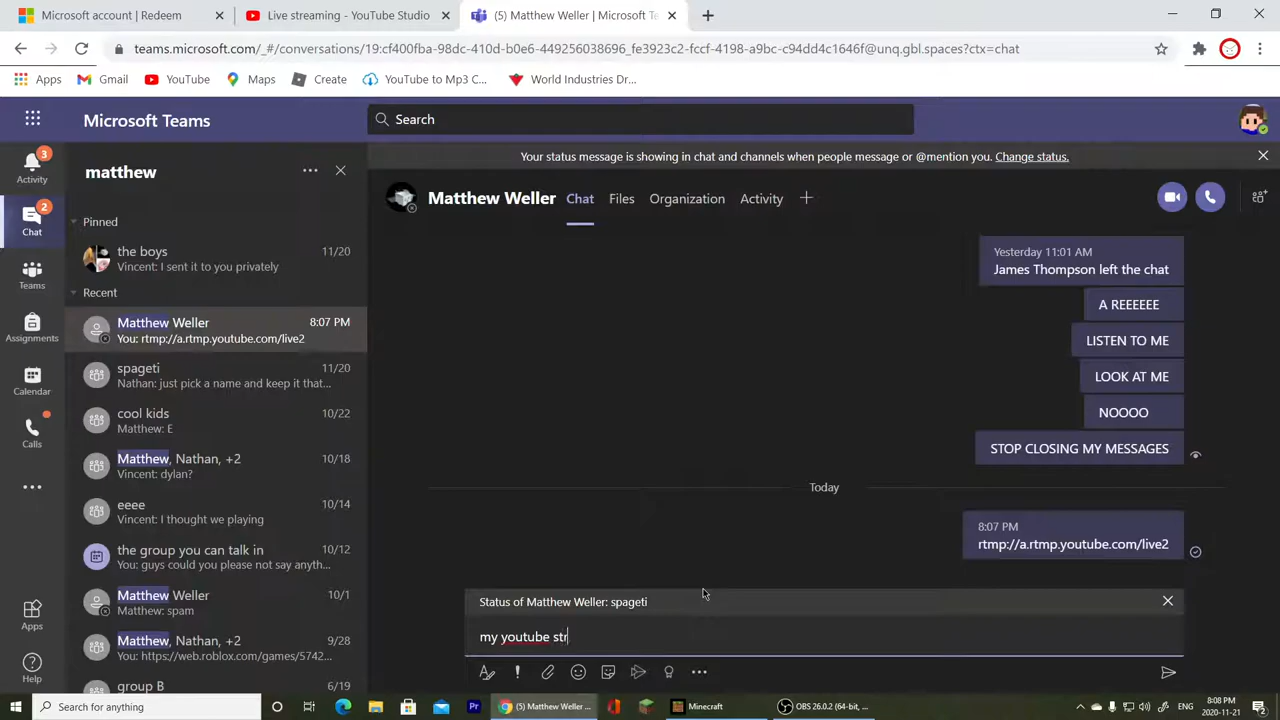 Microsoft account | Redeem
Live streaming - YouTube Studio
(5) Matthew Weller | Microsoft Te
teams.microsoft.com/_#/conversations/19:cf400fba-98dc-410d-b0e6-449256038696_fe3923c2-fccf-4198-a9bc-c94dd4c1646f@unq.gbl.spaces?ctx=chat
Apps
Gmail
YouTube
Maps
Create
YouTube to Mp3 C...
World Industries Dr...
Microsoft Teams
Search
Your status message is showing in chat and channels when people message or @mention you. Change status.
3
Activity
2
Chat
Teams
Assignments
Calendar
Calls
Apps
Help
matthew
Pinned
the boys 11/20
Vincent: I sent it to you privately
Recent
Matthew Weller 8:07 PM
You: rtmp://a.rtmp.youtube.com/live2
spageti 11/20
Nathan: just pick a name and keep it that...
cool kids 10/22
Matthew: E
Matthew, Nathan, +2 10/18
Vincent: dylan?
eeee 10/14
Vincent: I thought we playing
the group you can talk in 10/12
You: guys could you please not say anyth...
Matthew Weller 10/1
Matthew: spam
Matthew, Nathan, +2 9/28
You: https://web.roblox.com/games/5742...
group B 6/19
Matthew Weller Chat Files Organization Activity
Yesterday 11:01 AM
James Thompson left the chat
A REEEEEE
LISTEN TO ME
LOOK AT ME
NOOOO
STOP CLOSING MY MESSAGES
Today
8:07 PM
rtmp://a.rtmp.youtube.com/live2
Status of Matthew Weller: spageti
my youtube str
Search for anything
Pr
(5) Matthew Weller ...
Minecraft
OBS 26.0.2 (64-bit, ...
8:08 PM
2020-11-21
2